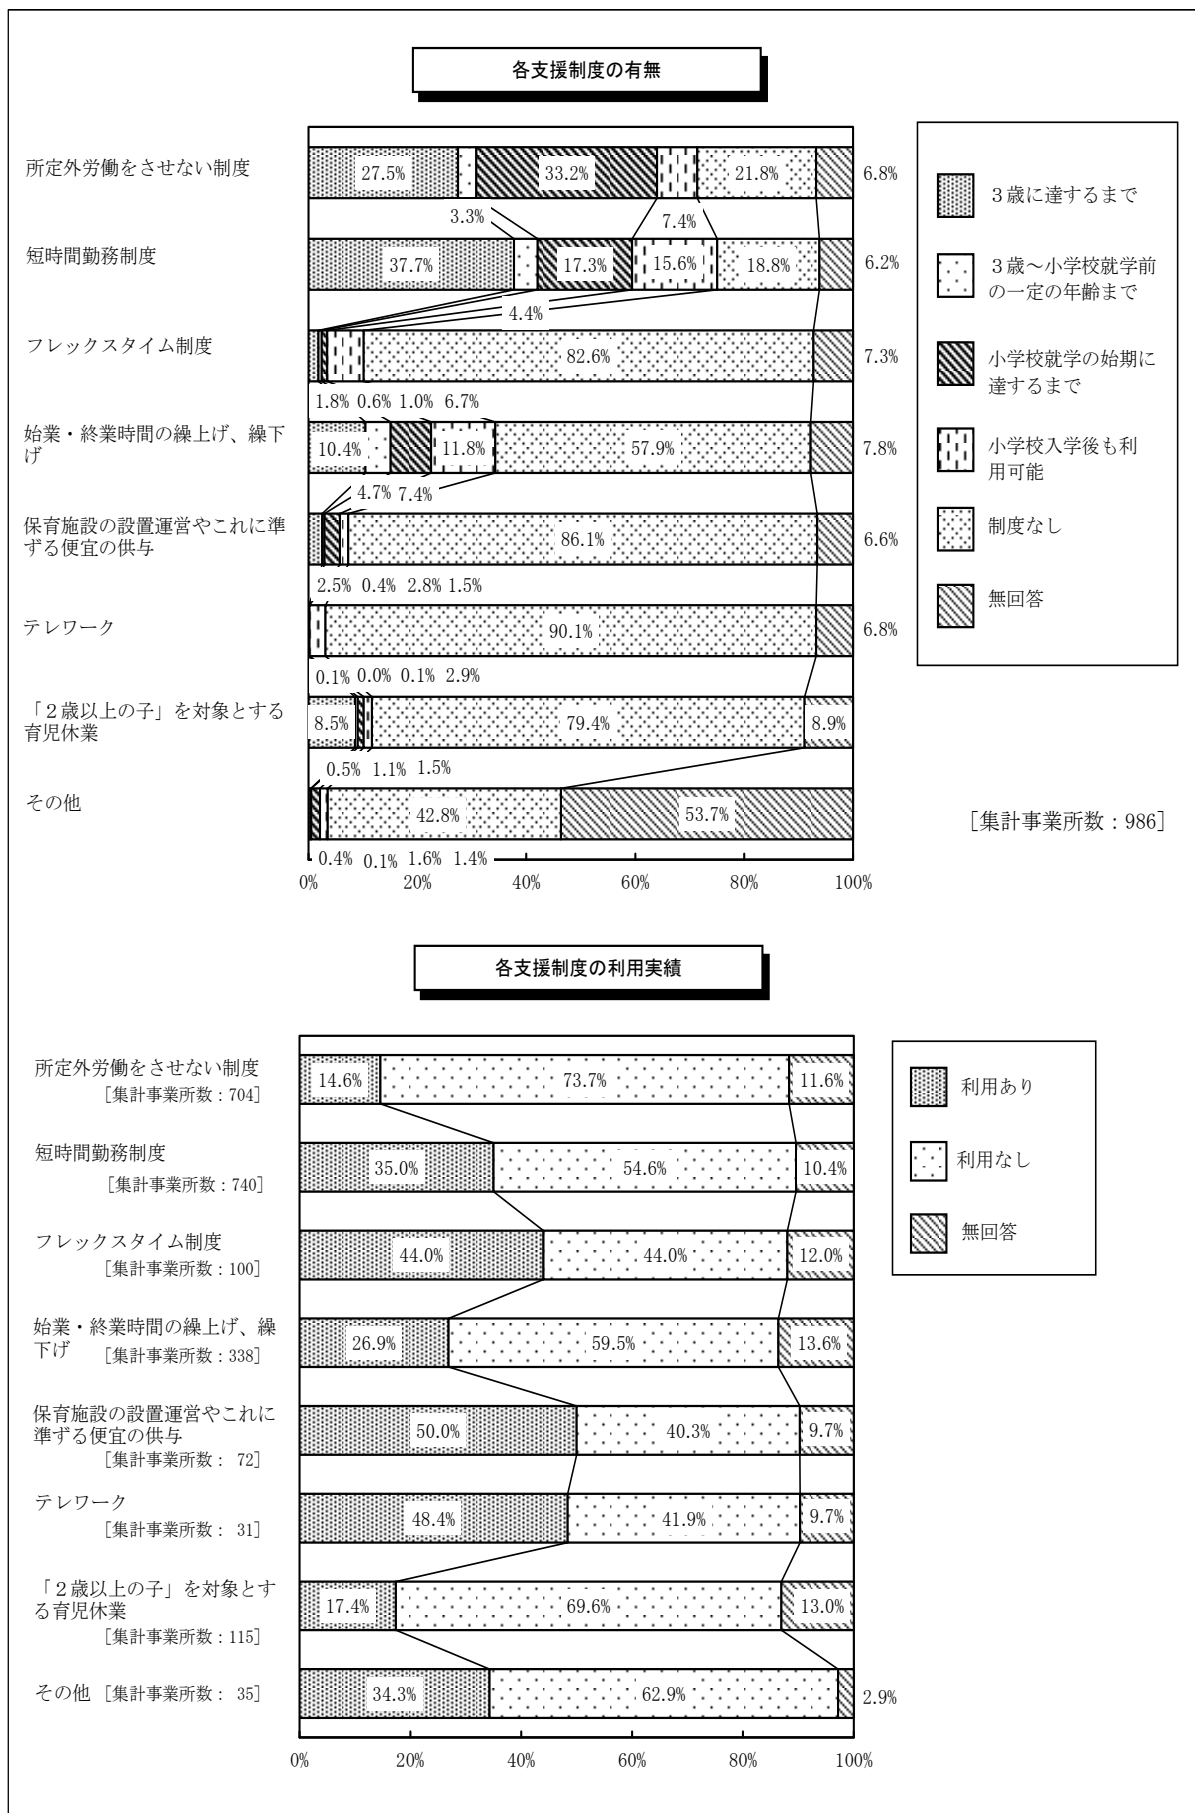 各支援制度の有無
所定外労働をさせない制度
27.5%
33.2%
21.8%
6.8%
3.3%
7.4%
短時間勤務制度
37.7%
17.3%
15.6%
18.8%
6.2%
4.4%
フレックスタイム制度
82.6%
7.3%
1.8% 0.6% 1.0% 6.7%
始業・終業時間の繰上げ、繰下
げ
10.4%
11.8%
57.9%
7.8%
4.7% 7.4%
保育施設の設置運営やこれに準
ずる便宜の供与
86.1%
6.6%
2.5% 0.4% 2.8% 1.5%
テレワーク
90.1%
6.8%
0.1% 0.0% 0.1% 2.9%
「2歳以上の子」を対象とする
育児休業
8.5%
79.4%
8.9%
0.5% 1.1% 1.5%
その他
42.8%
53.7%
0.4% 0.1% 1.6% 1.4%
0% 20% 40% 60% 80% 100%
3歳に達するまで
3歳~小学校就学前
の一定の年齢まで
小学校就学の始期に
達するまで
小学校入学後も利
用可能
制度なし
無回答
[集計事業所数:986]
各支援制度の利用実績
所定外労働をさせない制度
[集計事業所数:704]
14.6%
73.7%
11.6%
短時間勤務制度
[集計事業所数:740]
35.0%
54.6%
10.4%
フレックスタイム制度
[集計事業所数:100]
44.0%
44.0%
12.0%
始業・終業時間の繰上げ、繰
下げ [集計事業所数:338]
26.9%
59.5%
13.6%
保育施設の設置運営やこれに
準ずる便宜の供与
[集計事業所数: 72]
50.0%
40.3%
9.7%
テレワーク
[集計事業所数: 31]
48.4%
41.9%
9.7%
「2歳以上の子」を対象とす
る育児休業
[集計事業所数:115]
17.4%
69.6%
13.0%
その他 [集計事業所数: 35]
34.3%
62.9%
2.9%
0% 20% 40% 60% 80% 100%
利用あり
利用なし
無回答